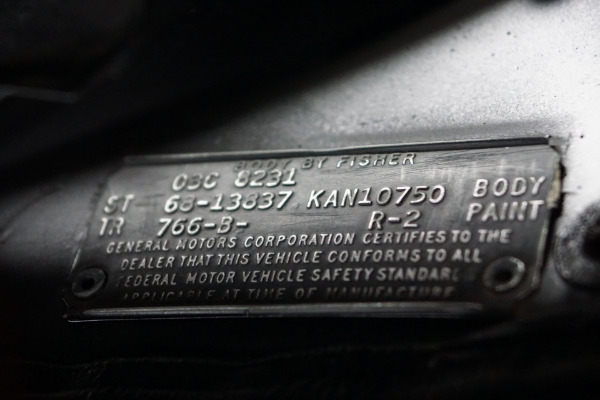 BODY BY FISHER
03C 8231
ST 68-13837 KAN10750 BODY
TR 766-B- R-2 PAINT
GENERAL MOTORS CORPORATION CERTIFIES TO THE
DEALER THAT THIS VEHICLE CONFORMS TO ALL
FEDERAL MOTOR VEHICLE SAFETY STANDARDS
APPLICABLE AT TIME OF MANUFACTURE